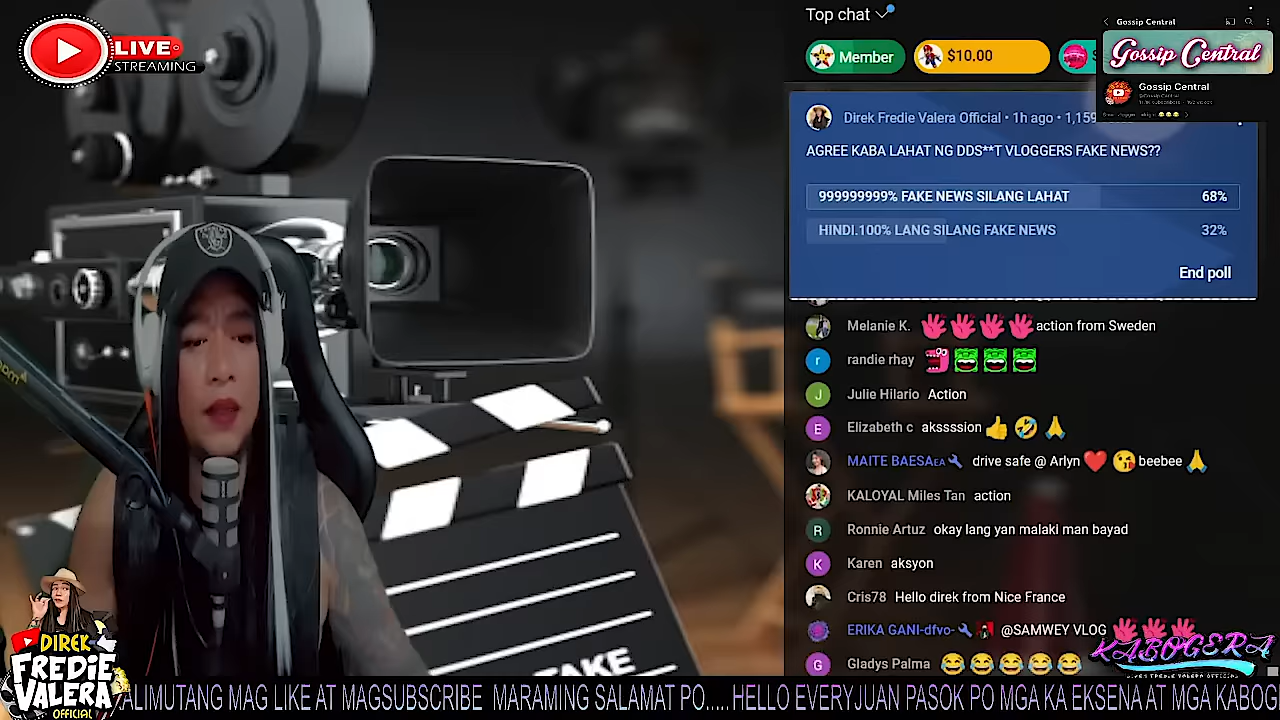 LIVE
STREAMING
Top chat
Member
$10.00
Gossip Central
Gossip Central
Gossip Central
Direk Fredie Valera Official • 1h ago • 1,159
AGREE KABA LAHAT NG DDS**T VLOGGERS FAKE NEWS??
999999999% FAKE NEWS SILANG LAHAT 68%
HINDI.100% LANG SILANG FAKE NEWS 32%
End poll
Melanie K. action from Sweden
randie rhay
Julie Hilario Action
Elizabeth c akssssion
MAITE BAESAEA drive safe @ Arlyn beebee
KALOYAL Miles Tan action
Ronnie Artuz okay lang yan malaki man bayad
Karen aksyon
Cris78 Hello direk from Nice France
ERIKA GANI-dfvo- @SAMWEY VLOG
Gladys Palma
KABOGERA
TAKE
DIREK
FREDIE
VALERA
OFFICIAL
ALIMUTANG MAG LIKE AT MAGSUBSCRIBE MARAMING SALAMAT PO.....HELLO EVERYJUAN PASOK PO MGA KA EKSENA AT MGA KABOG